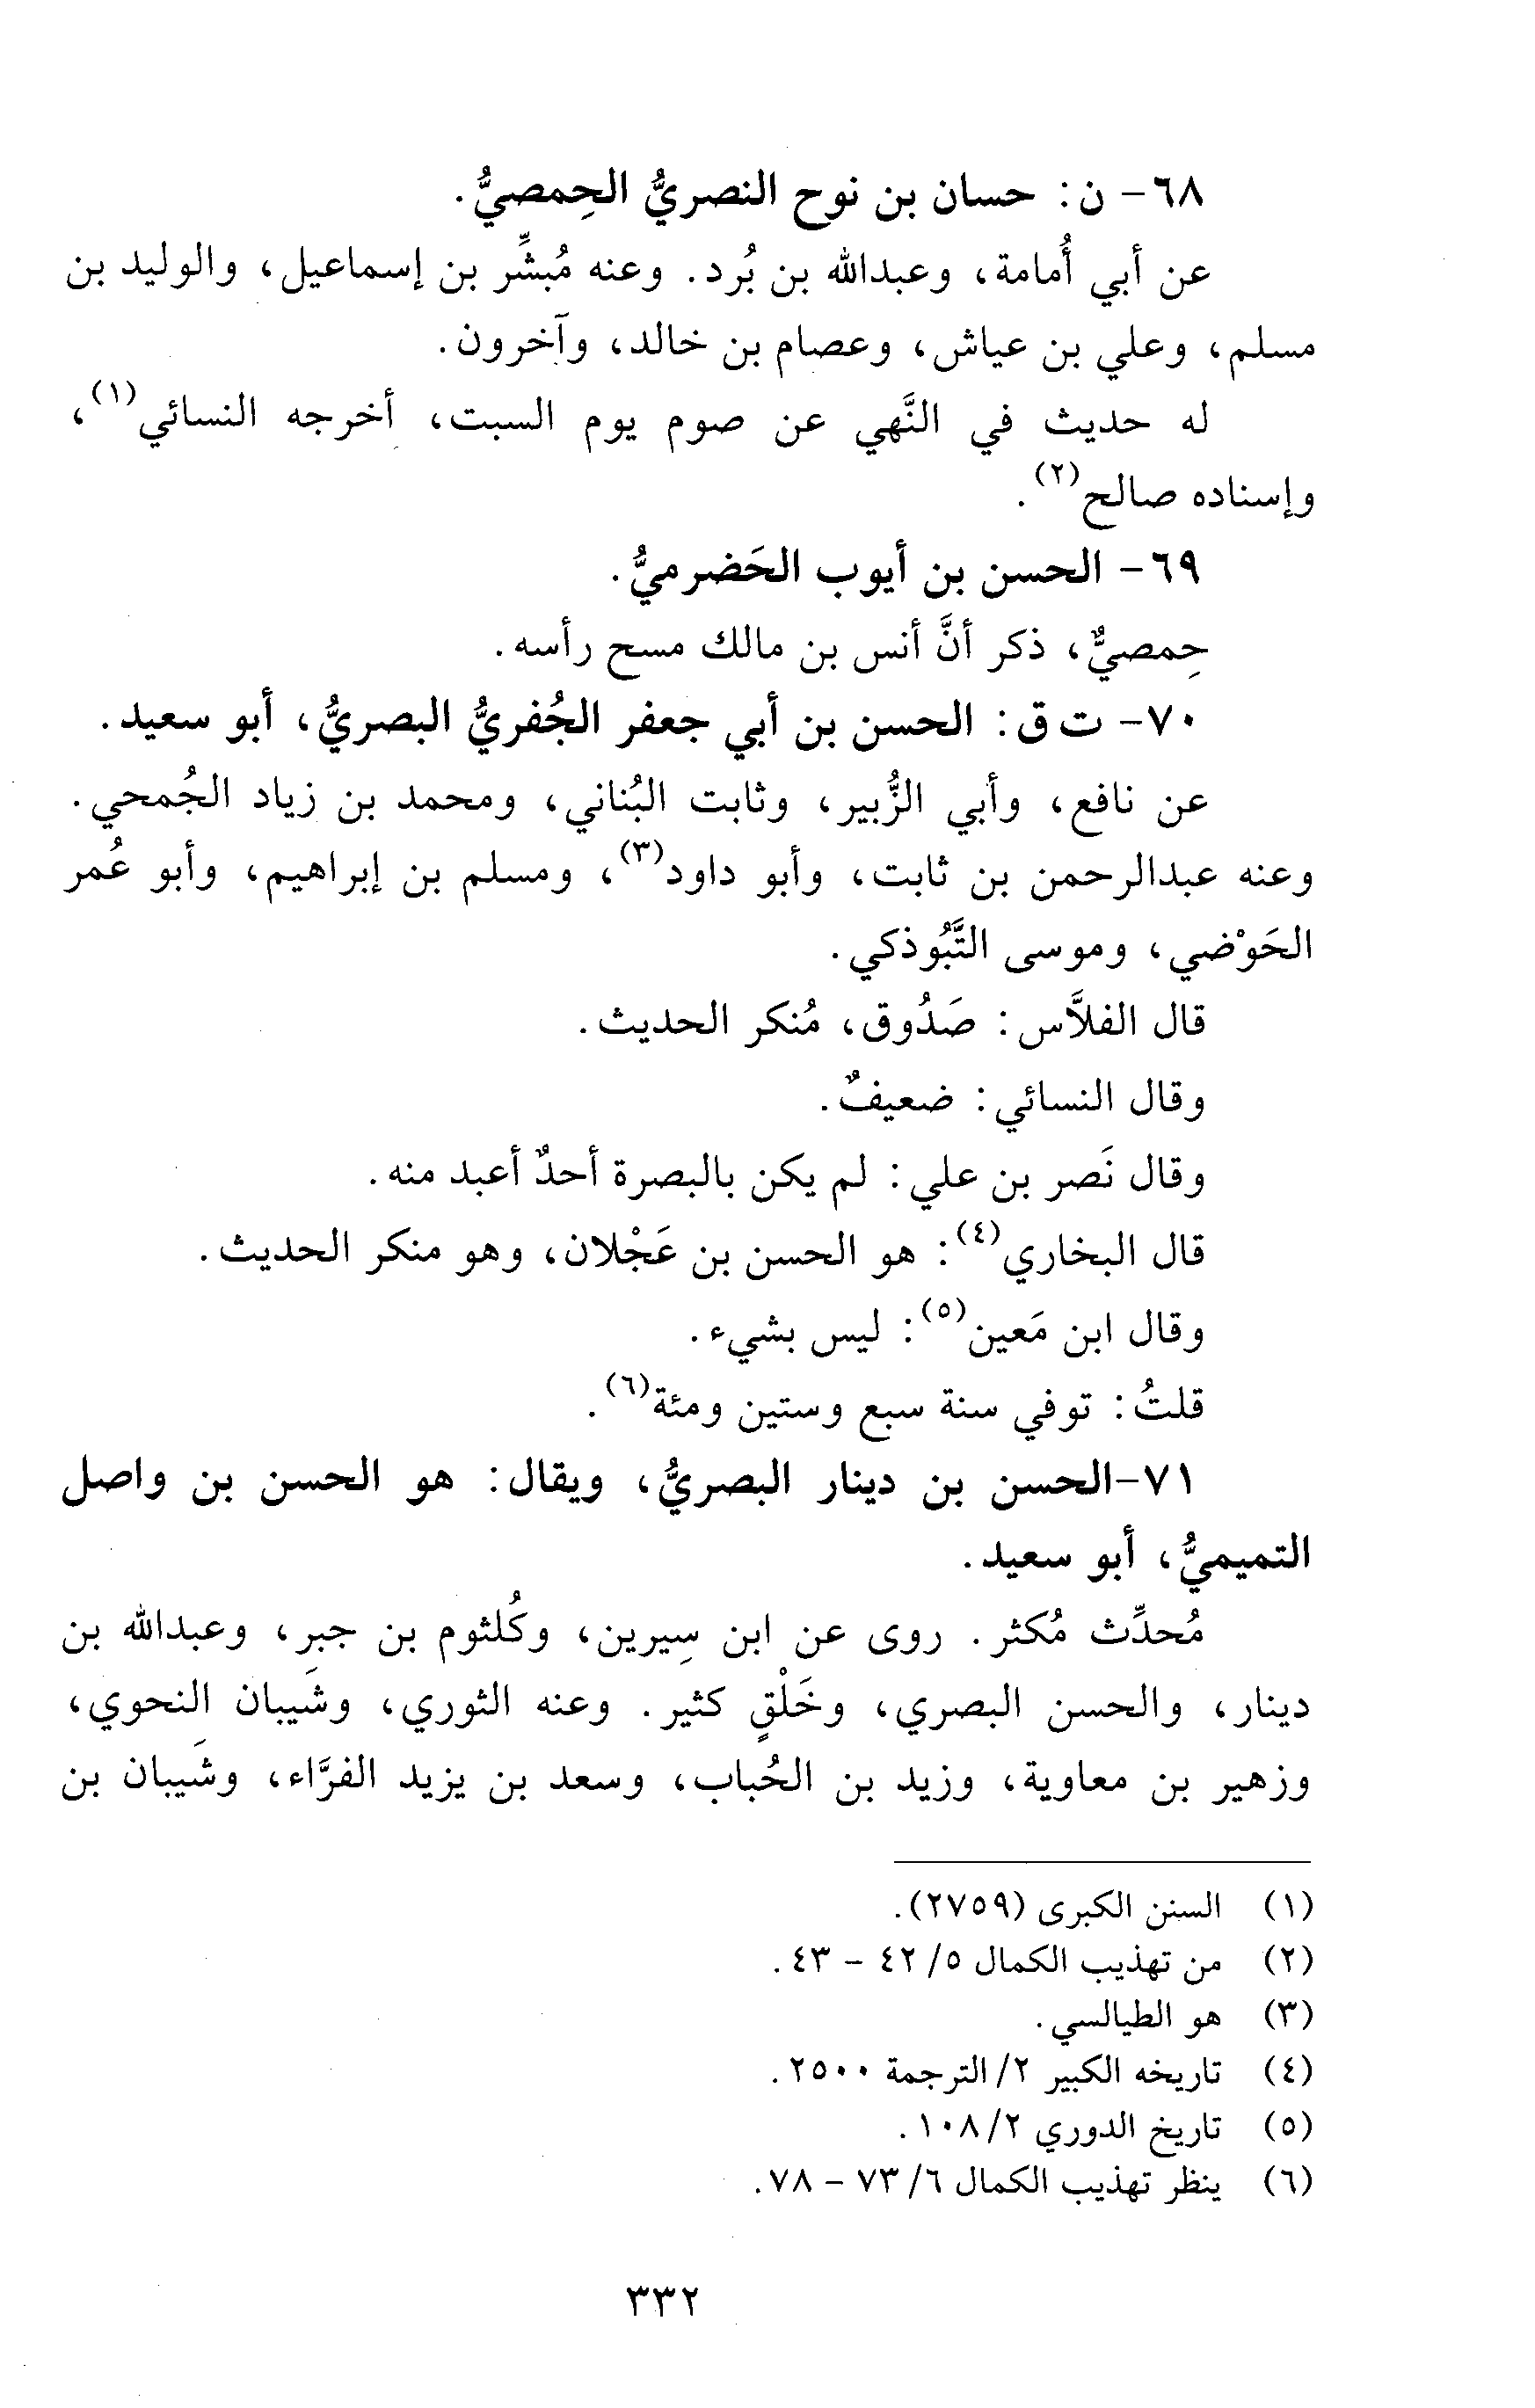 ٦٨- ن: حسان بن نوح النصريُّ الحِمصيُّ.
عن أبي أُمامة، وعبدالله بن بُرد. وعنه مُبشِّر بن إسماعيل، والوليد بن
مسلم، وعلي بن عياش، وعصام بن خالد، وآخرون.
له حديث في النَّهي عن صوم يوم السبت، أخرجه النسائي(١)،
وإسناده صالح(٢).
٦٩- الحسن بن أيوب الحَضرميُّ.
حِمصيٌّ، ذكر أنَّ أنس بن مالك مسح رأسه.
٧٠- ت ق: الحسن بن أبي جعفر الجُفريُّ البصريُّ، أبو سعيد.
عن نافع، وأبي الزُّبير، وثابت البُناني، ومحمد بن زياد الجُمحي.
وعنه عبدالرحمن بن ثابت، وأبو داود(٣)، ومسلم بن إبراهيم، وأبو عُمر
الحَوْضي، وموسى التَّبُوذكي.
قال الفلاَّس: صَدُوق، مُنكر الحديث.
وقال النسائي: ضعيفٌ.
وقال نَصر بن علي: لم يكن بالبصرة أحدٌ أعبد منه.
قال البخاري(٤): هو الحسن بن عَجْلان، وهو منكر الحديث.
وقال ابن مَعين(٥): ليس بشيء.
قلتُ: توفي سنة سبع وستين ومئة(٦).
٧١-الحسن بن دينار البصريُّ، ويقال: هو الحسن بن واصل
التميميُّ، أبو سعيد.
مُحدِّث مُكثر. روى عن ابن سِيرين، وكُلثوم بن جبر، وعبدالله بن
دينار، والحسن البصري، وخَلْقٍ كثير. وعنه الثوري، وشَيبان النحوي،
وزهير بن معاوية، وزيد بن الحُباب، وسعد بن يزيد الفرَّاء، وشَيبان بن
(١) السنن الكبرى (٢٧٥٩).
(٢) من تهذيب الكمال ٥/ ٤٢ - ٤٣.
(٣) هو الطيالسي.
(٤) تاريخه الكبير ٢/ الترجمة ٢٥٠٠.
(٥) تاريخ الدوري ٢/ ١٠٨.
(٦) ينظر تهذيب الكمال ٦/ ٧٣ - ٧٨.
٣٣٢